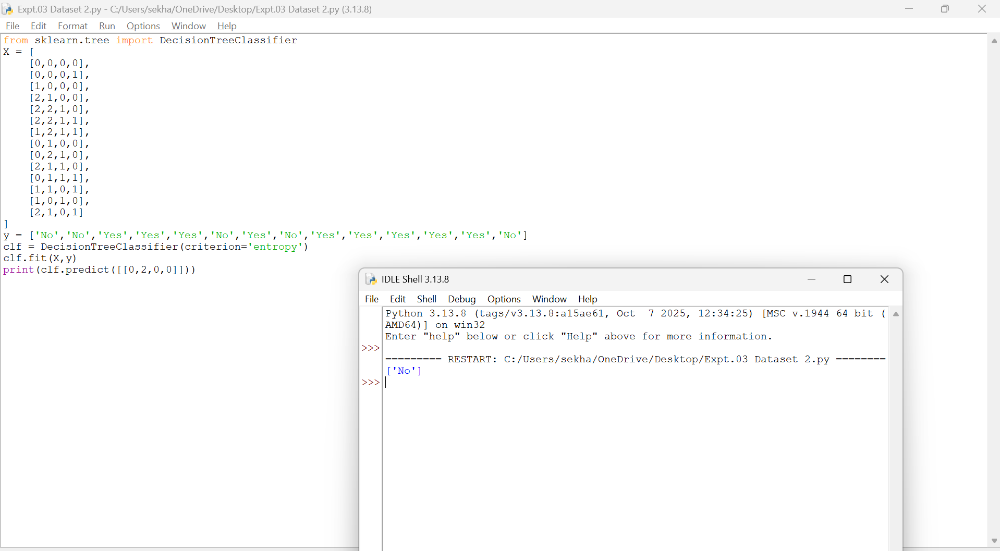 Expt.03 Dataset 2.py - C:/Users/sekha/OneDrive/Desktop/Expt.03 Dataset 2.py (3.13.8)
File Edit Format Run Options Window Help
from sklearn.tree import DecisionTreeClassifier
X = [
    [0,0,0,0],
    [0,0,0,1],
    [1,0,0,0],
    [2,1,0,0],
    [2,2,1,0],
    [2,2,1,1],
    [1,2,1,1],
    [0,1,0,0],
    [0,2,1,0],
    [2,1,1,0],
    [0,1,1,1],
    [1,1,0,1],
    [1,0,1,0],
    [2,1,0,1]
]
y = ['No','No','Yes','Yes','Yes','No','Yes','No','Yes','Yes','Yes','Yes','Yes','No']
clf = DecisionTreeClassifier(criterion='entropy')
clf.fit(X,y)
print(clf.predict([[0,2,0,0]]))
IDLE Shell 3.13.8
File Edit Shell Debug Options Window Help
Python 3.13.8 (tags/v3.13.8:a15ae61, Oct  7 2025, 12:34:25) [MSC v.1944 64 bit (
AMD64)] on win32
Enter "help" below or click "Help" above for more information.
>>>
========= RESTART: C:/Users/sekha/OneDrive/Desktop/Expt.03 Dataset 2.py ========
['No']
>>>